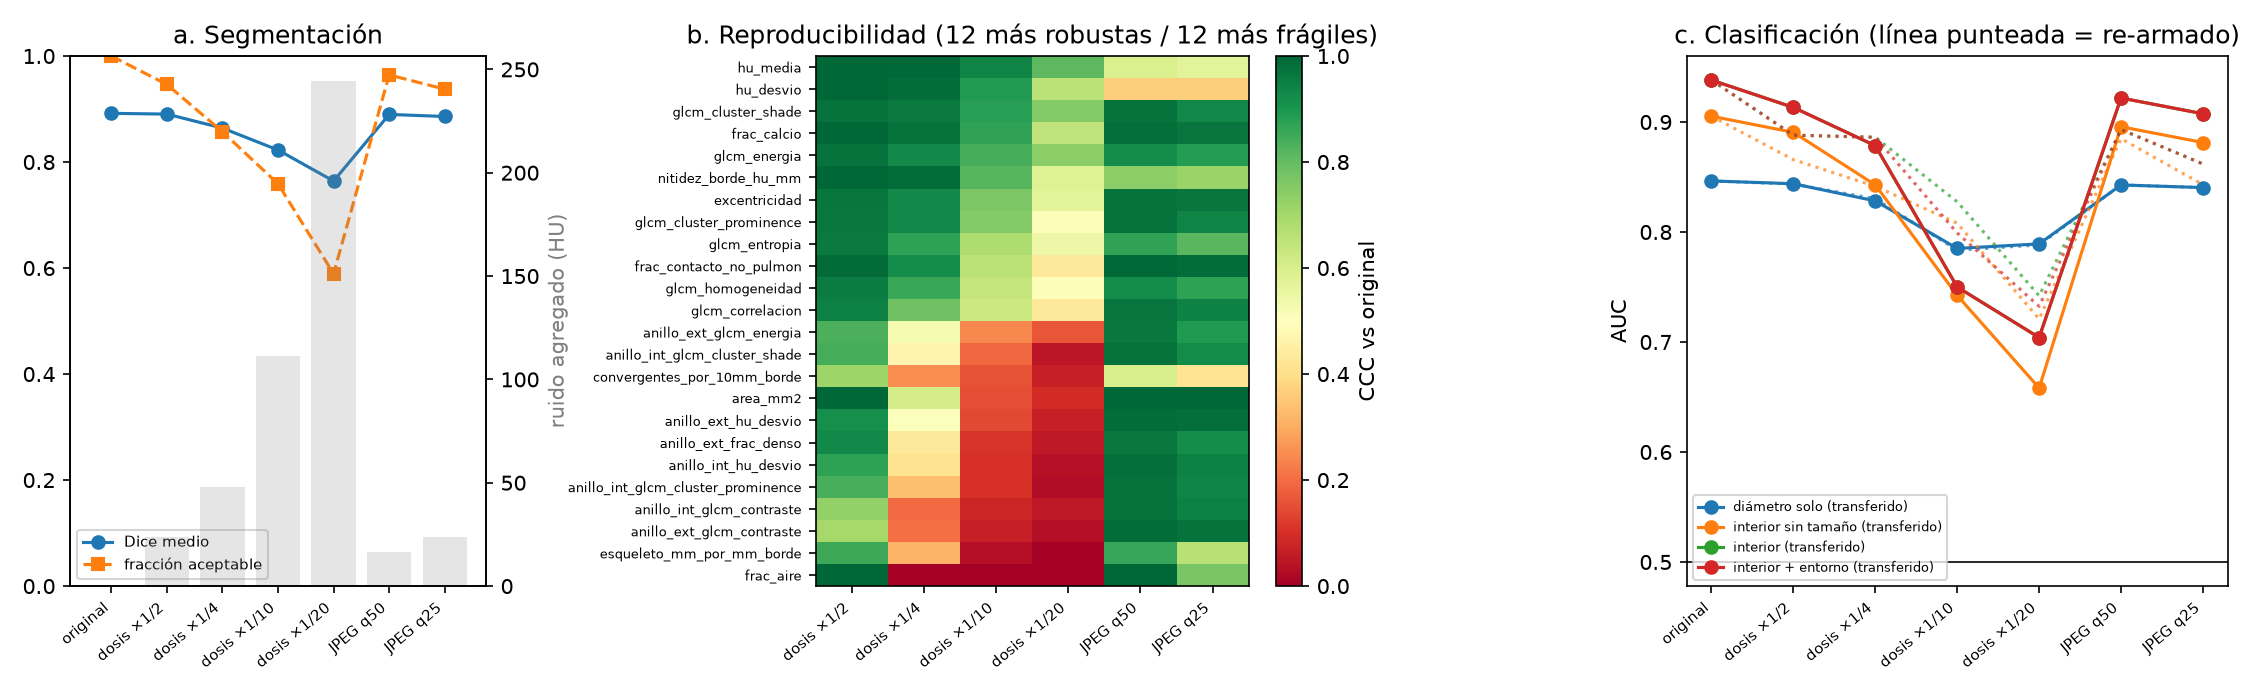 a. Segmentación
1.0
0.8
0.6
0.4
0.2
0.0
250
200
150
100
50
0
ruido agregado (HU)
Dice medio
fracción aceptable
original
dosis ×1/2
dosis ×1/4
dosis ×1/10
dosis ×1/20
JPEG q50
JPEG q25
b. Reproducibilidad (12 más robustas / 12 más frágiles)
hu_media
hu_desvio
glcm_cluster_shade
frac_calcio
glcm_energia
nitidez_borde_hu_mm
excentricidad
glcm_cluster_prominence
glcm_entropia
frac_contacto_no_pulmon
glcm_homogeneidad
glcm_correlacion
anillo_ext_glcm_energia
anillo_int_glcm_cluster_shade
convergentes_por_10mm_borde
area_mm2
anillo_ext_hu_desvio
anillo_ext_frac_denso
anillo_int_hu_desvio
anillo_int_glcm_cluster_prominence
anillo_int_glcm_contraste
anillo_ext_glcm_contraste
esqueleto_mm_por_mm_borde
frac_aire
dosis ×1/2
dosis ×1/4
dosis ×1/10
dosis ×1/20
JPEG q50
JPEG q25
1.0
0.8
0.6
0.4
0.2
0.0
CCC vs original
c. Clasificación (línea punteada = re-armado)
AUC
0.9
0.8
0.7
0.6
0.5
diámetro solo (transferido)
interior sin tamaño (transferido)
interior (transferido)
interior + entorno (transferido)
original
dosis ×1/2
dosis ×1/4
dosis ×1/10
dosis ×1/20
JPEG q50
JPEG q25